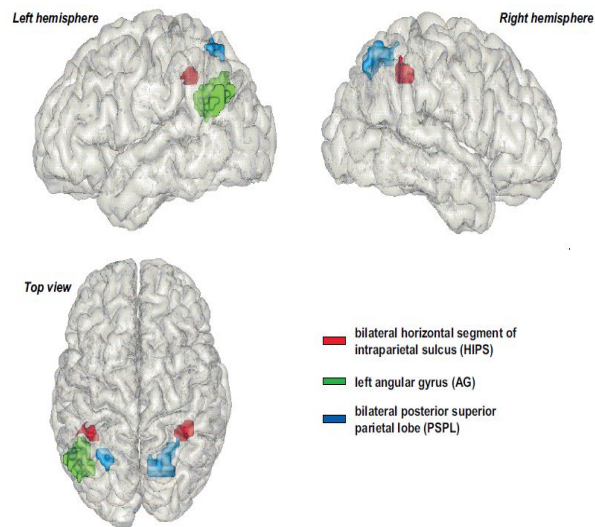 Left hemisphere
Right hemisphere
Top view
bilateral horizontal segment of
intraparietal sulcus (HIPS)
left angular gyrus (AG)
bilateral posterior superior
parietal lobe (PSPL)